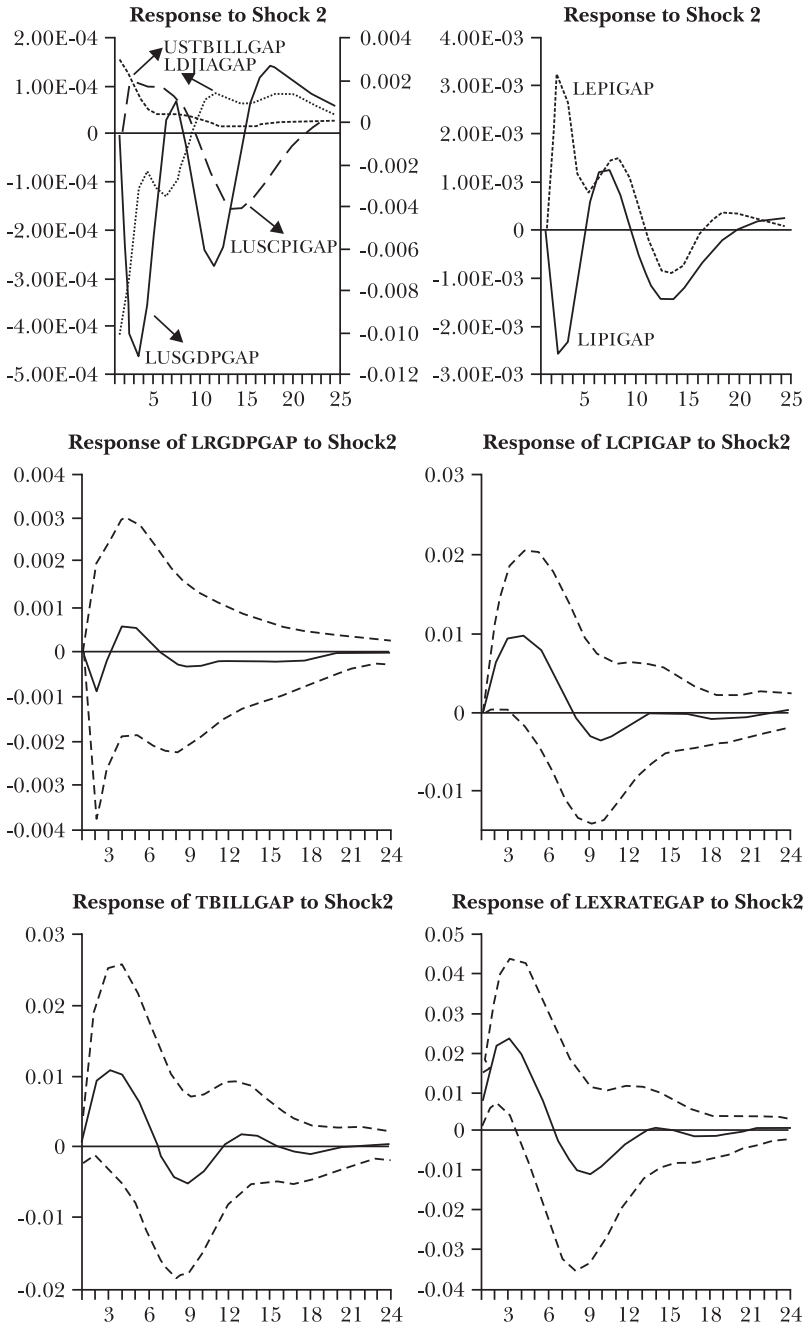 Response to Shock 2
2.00E-04
1.00E-04
0
-1.00E-04
-2.00E-04
-3.00E-04
-4.00E-04
-5.00E-04
USTBILLGAP
LDJIAGAP
LUSCPIGAP
LUSGDPGAP
0.004
0.002
0
-0.002
-0.004
-0.006
-0.008
-0.010
-0.012
5 10 15 20 25
Response to Shock 2
4.00E-03
3.00E-03
2.00E-03
1.00E-03
0
-1.00E-03
-2.00E-03
-3.00E-03
LEPIGAP
LIPIGAP
5 10 15 20 25
Response of LRGDPGAP to Shock2
0.004
0.003
0.002
0.001
0
-0.001
-0.002
-0.003
-0.004
3 6 9 12 15 18 21 24
Response of LCPIGAP to Shock2
0.03
0.02
0.01
0
-0.01
3 6 9 12 15 18 21 24
Response of TBILLGAP to Shock2
0.03
0.02
0.01
0
-0.01
-0.02
3 6 9 12 15 18 21 24
Response of LEXRATEGAP to Shock2
0.05
0.04
0.03
0.02
0.01
0
-0.01
-0.02
-0.03
-0.04
3 6 9 12 15 18 21 24